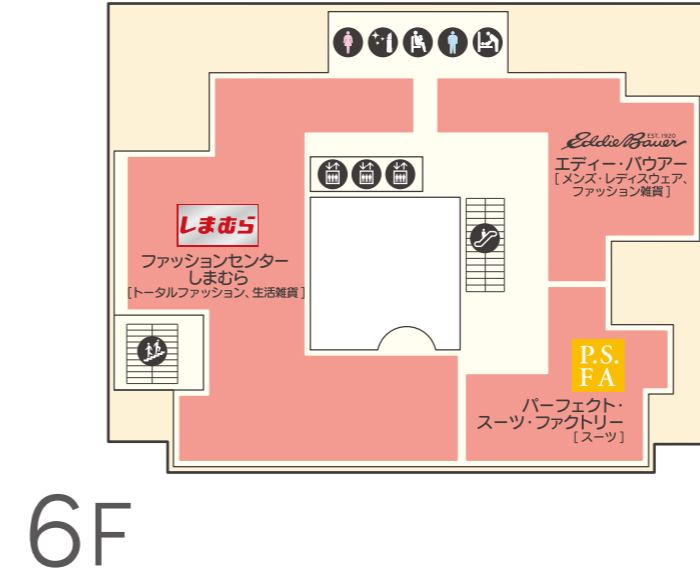 Eddie Bauer
EST. 1920
エディー・バウアー
[メンズ・レディスウェア、
ファッション雑貨]
しまむら
ファッションセンター
しまむら
[トータルファッション、生活雑貨]
P.S.
FA
パーフェクト・
スーツ・ファクトリー
[スーツ]
6F